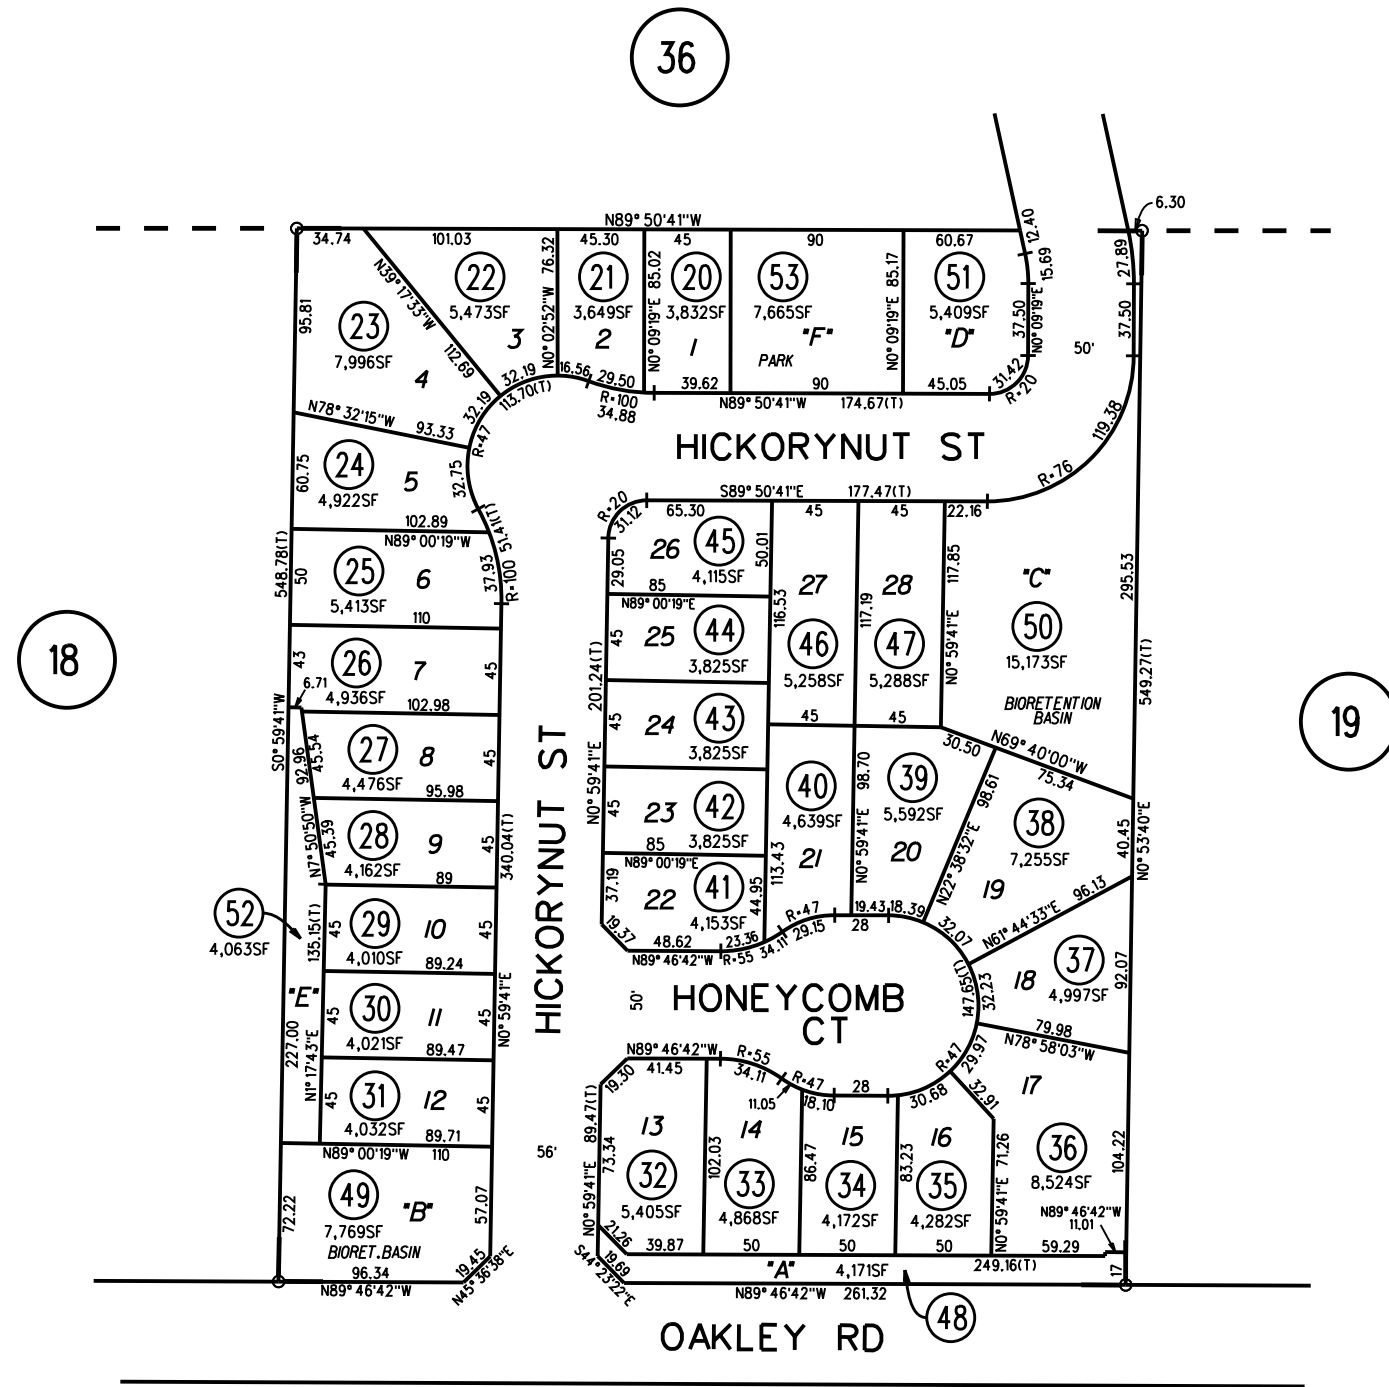 36
18
19
6.30
N89° 50'41"W
34.74
101.03
45.30
45
90
60.67
12.40
15.69
27.89
37.50
N0° 09'19"E
37.50
50'
95.81
23
7,996SF
4
N39° 17'33"W
112.69
22
5,473SF
3
N0° 02'52"W 76.32
21
3,649SF
2
N0° 09'19"E 85.02
20
3,832SF
1
53
7,665SF
"F"
PARK
N0° 09'19"E 85.17
51
5,409SF
"D"
32.19
113.70(T)
16.56
29.50
R=100
34.88
39.62
90
45.05
31.42
R=20
N89° 50'41"W 174.67(T)
32.19
R=47
N78° 32'15"W
93.33
HICKORYNUT ST
119.38
R=76
60.75
24
4,922SF
5
32.75
102.89
N89° 00'19"W
R=100 51.41(T)
37.93
S89° 50'41"E 177.47(T)
R=20
31.12
65.30
45
45
22.16
548.78(T)
50
25
5,413SF
6
110
29.05
26
45
4,115SF
50.01
85
N89° 00'19"E
27
116.53
46
5,258SF
28
117.19
47
5,288SF
117.85
N0° 59'41"E
"C"
50
15,173SF
BIORETENTION
BASIN
295.53
549.27(T)
43
26
4,936SF
7
45
6.71
102.98
45
25
44
3,825SF
201.24(T)
N0° 59'41"E
45
24
43
3,825SF
45
45
S0° 59'41"W
92.96
45.54
27
4,476SF
8
45
95.98
HICKORYNUT ST
45
23
42
3,825SF
85
N89° 00'19"E
40
4,639SF
21
113.43
98.70
N0° 59'41"E
39
5,592SF
20
30.50
N69° 40'00"W
75.34
98.61
N22° 38'32"E
38
7,255SF
19
40.45
N0° 53'40"E
N7° 50'50"W
45.39
28
4,162SF
9
45
89
340.04(T)
37.19
22
41
4,153SF
44.95
19.37
48.62
23.36
N89° 46'42"W
R=55
34.11
29.15
R=47
28
19.43
18.39
32.07
N61° 44'33"E
96.13
52
4,063SF
135.15(T)
45
29
4,010SF
10
45
89.24
"E"
227.00
N1° 17'43"E
45
30
4,021SF
11
45
89.47
N0° 59'41"E
50'
HONEYCOMB
CT
147.65(T)
32.23
18
37
4,997SF
92.07
79.98
N78° 58'03"W
45
31
4,032SF
12
45
89.71
N89° 00'19"W 110
56'
N89° 46'42"W
41.45
19.30
R=55
34.11
R=47
11.05
18.10
28
30.68
R=47
29.97
32.91
17
89.47(T)
N0° 59'41"E
73.34
13
32
5,405SF
14
102.03
33
4,868SF
15
86.47
34
4,172SF
16
83.23
35
4,282SF
N0° 59'41"E 71.26
36
8,524SF
104.22
72.22
49
7,769SF
"B"
BIORET.BASIN
57.07
96.34
N89° 46'42"W
19.45
N45° 36'38"E
21.26
19.69
S44° 23'22"E
39.87
50
50
50
59.29
N89° 46'42"W
11.01
17
"A"
4,171SF
249.16(T)
N89° 46'42"W 261.32
48
OAKLEY RD